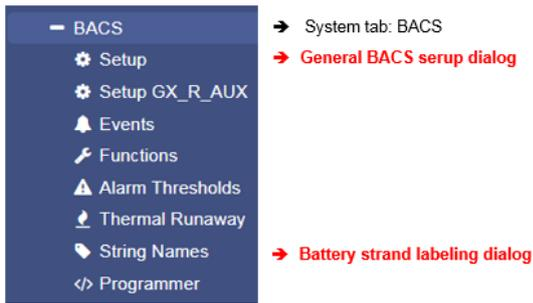 BACS ➔ System tab: BACS
Setup ➔ General BACS serup dialog
Setup GX_R_AUX
Events
Functions
Alarm Thresholds
Thermal Runaway
String Names ➔ Battery strand labeling dialog
</> Programmer